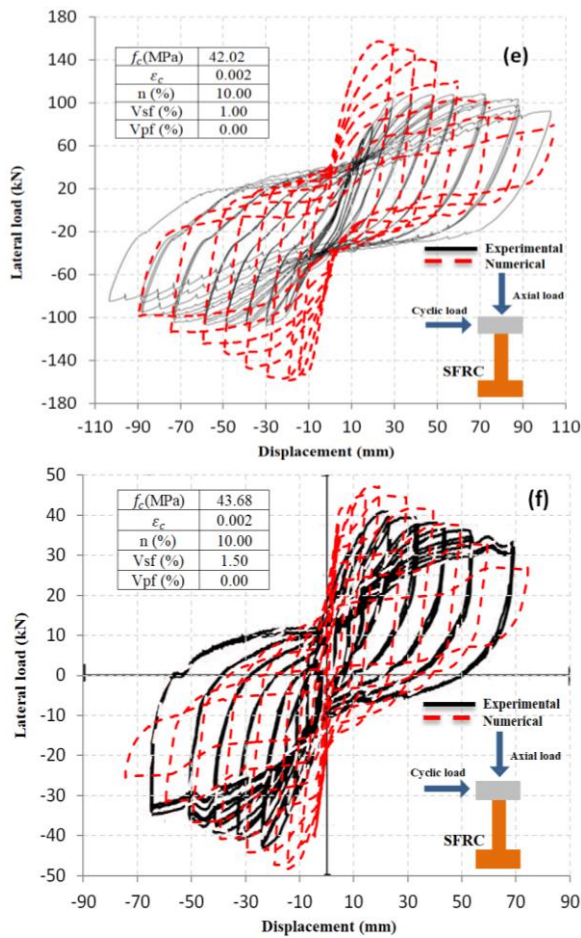 180
140
100
60
20
-20
-60
-100
-140
-180
Lateral load (kN)
(e)
f_c(MPa) 42.02
ε_c 0.002
n (%) 10.00
Vsf (%) 1.00
Vpf (%) 0.00
Experimental
Numerical
Axial load
Cyclic load
SFRC
-110 -90 -70 -50 -30 -10 10 30 50 70 90 110
Displacement (mm)
50
40
30
20
10
0
-10
-20
-30
-40
-50
Lateral load (kN)
(f)
f_c(MPa) 43.68
ε_c 0.002
n (%) 10.00
Vsf (%) 1.50
Vpf (%) 0.00
Experimental
Numerical
Axial load
Cyclic load
SFRC
-90 -70 -50 -30 -10 10 30 50 70 90
Displacement (mm)